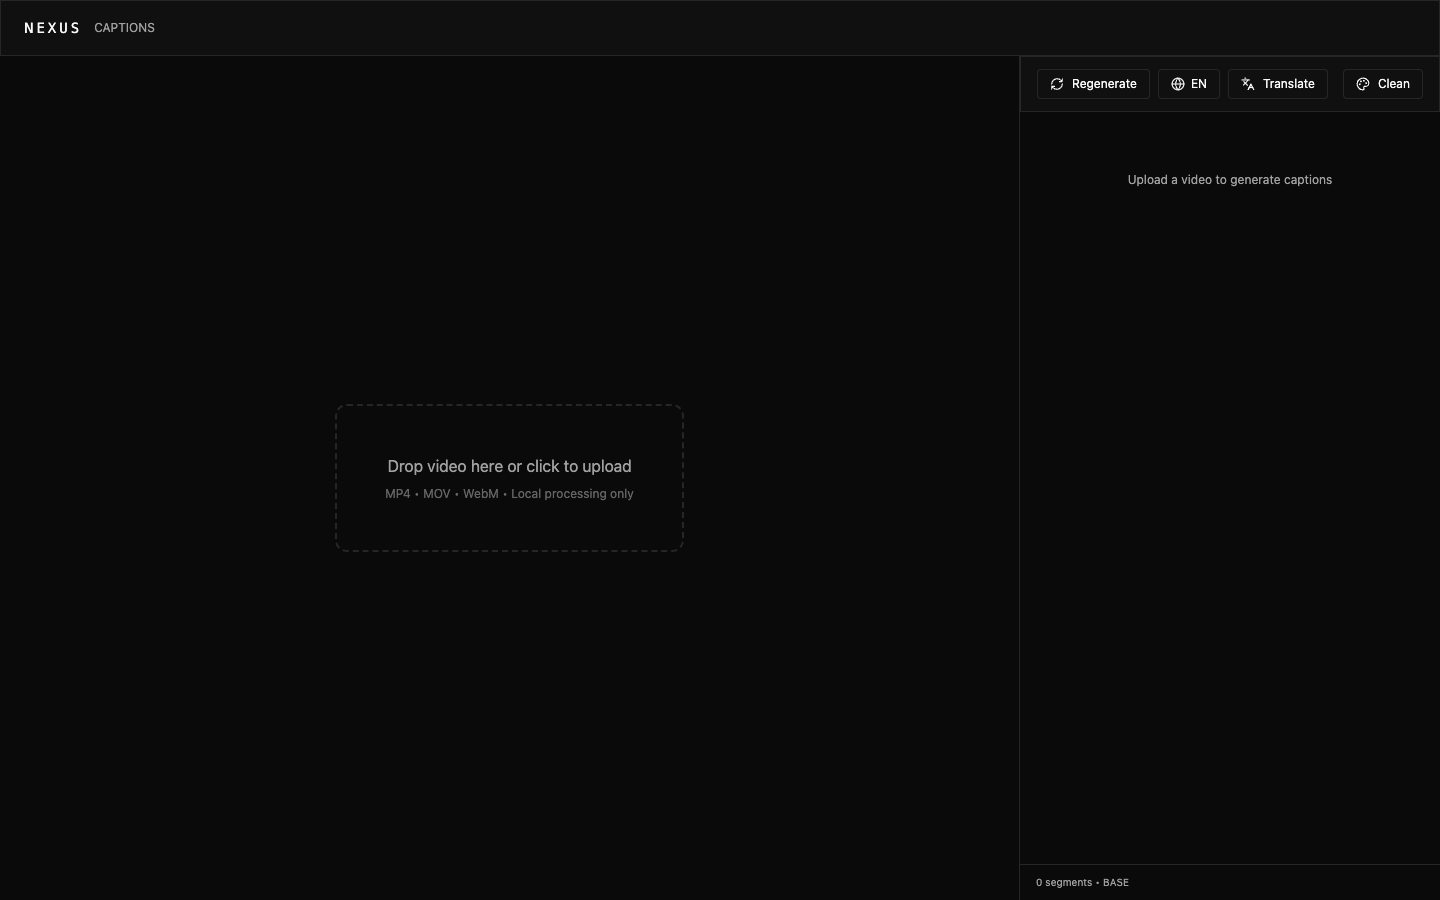 NEXUS CAPTIONS
Regenerate EN Translate Clean
Upload a video to generate captions
Drop video here or click to upload
MP4 • MOV • WebM • Local processing only
0 segments • BASE